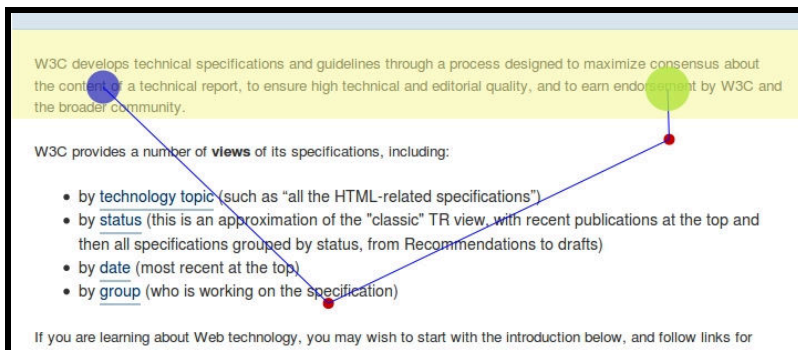 W3C develops technical specifications and guidelines through a process designed to maximize consensus about
the content of a technical report, to ensure high technical and editorial quality, and to earn endorsement by W3C and
the broader community.
W3C provides a number of views of its specifications, including:
• by technology topic (such as “all the HTML-related specifications”)
• by status (this is an approximation of the "classic" TR view, with recent publications at the top and
then all specifications grouped by status, from Recommendations to drafts)
• by date (most recent at the top)
• by group (who is working on the specification)
If you are learning about Web technology, you may wish to start with the introduction below, and follow links for